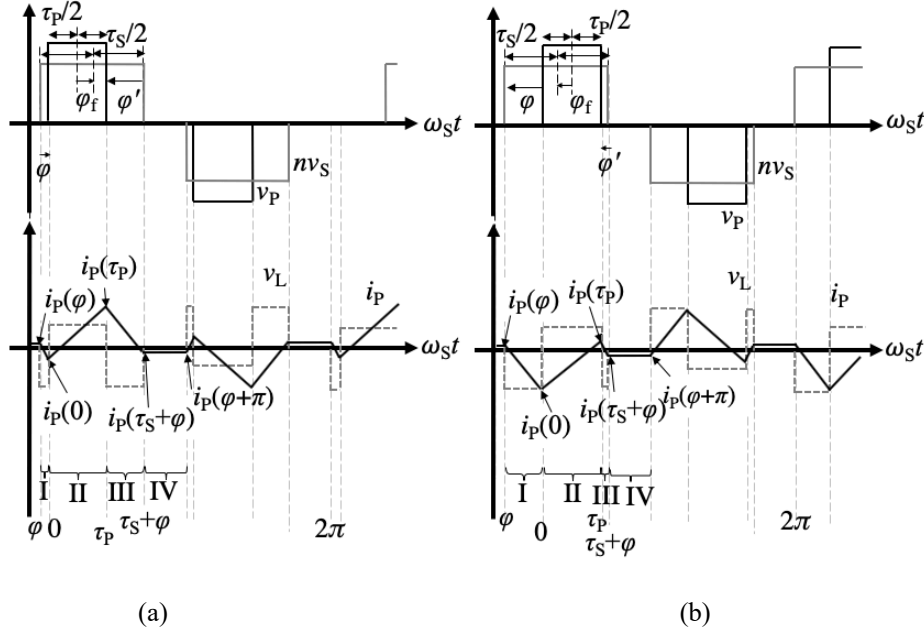 τP/2
τS/2
φf
φ′
ωSt
φ
nvS
vP
iP(τP)
vL
iP(φ)
iP
ωSt
iP(0)
iP(τS+φ)
iP(φ+π)
I
II
III
IV
φ
0
τP
τS+φ
2π
(a)
τP/2
τS/2
φ
φf
ωSt
φ′
nvS
vP
iP(φ)
iP(τP)
vL
iP
ωSt
iP(0)
iP(τS+φ)
iP(φ+π)
I
II
III
IV
φ
0
τP
τS+φ
2π
(b)